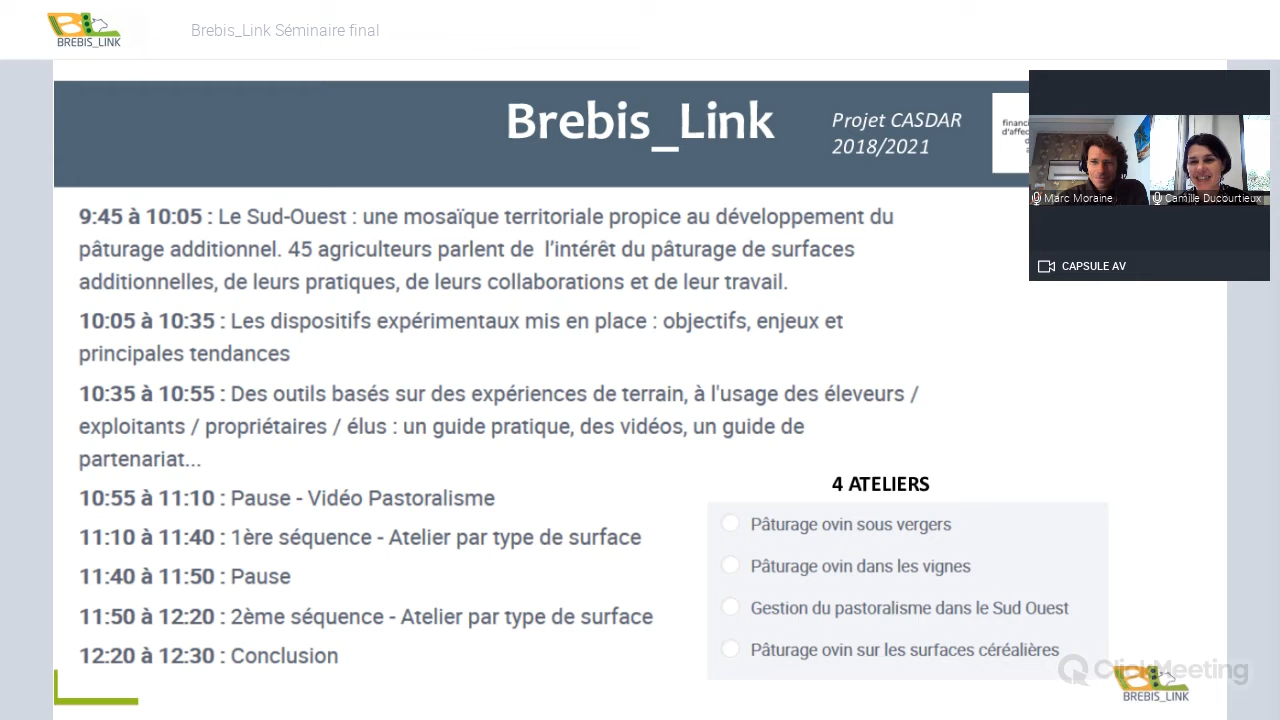 BREBIS_LINK
Brebis_Link Séminaire final
Brebis_Link
Projet CASDAR
2018/2021
financ
d'affec
Marc Moraine
Camille Ducourtieux
CAPSULE AV
9:45 à 10:05 : Le Sud-Ouest : une mosaïque territoriale propice au développement du
pâturage additionnel. 45 agriculteurs parlent de l'intérêt du pâturage de surfaces
additionnelles, de leurs pratiques, de leurs collaborations et de leur travail.
10:05 à 10:35 : Les dispositifs expérimentaux mis en place : objectifs, enjeux et
principales tendances
10:35 à 10:55 : Des outils basés sur des expériences de terrain, à l'usage des éleveurs /
exploitants / propriétaires / élus : un guide pratique, des vidéos, un guide de
partenariat...
10:55 à 11:10 : Pause - Vidéo Pastoralisme
11:10 à 11:40 : 1ère séquence - Atelier par type de surface
11:40 à 11:50 : Pause
11:50 à 12:20 : 2ème séquence - Atelier par type de surface
12:20 à 12:30 : Conclusion
4 ATELIERS
Pâturage ovin sous vergers
Pâturage ovin dans les vignes
Gestion du pastoralisme dans le Sud Ouest
Pâturage ovin sur les surfaces céréalières
ClickMeeting
BREBIS_LINK